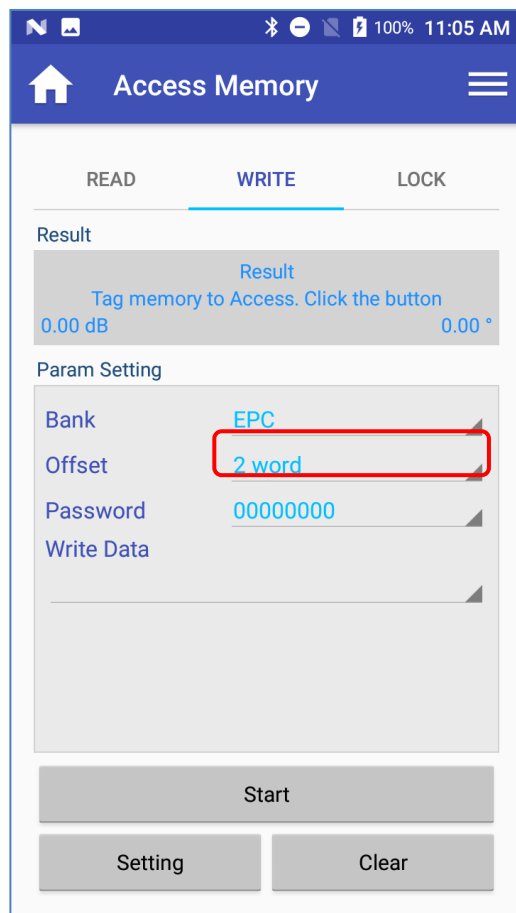 100% 11:05 AM
Access Memory
READ WRITE LOCK
Result
Result
Tag memory to Access. Click the button
0.00 dB 0.00 °
Param Setting
Bank EPC
Offset 2 word
Password 00000000
Write Data
Start
Setting Clear